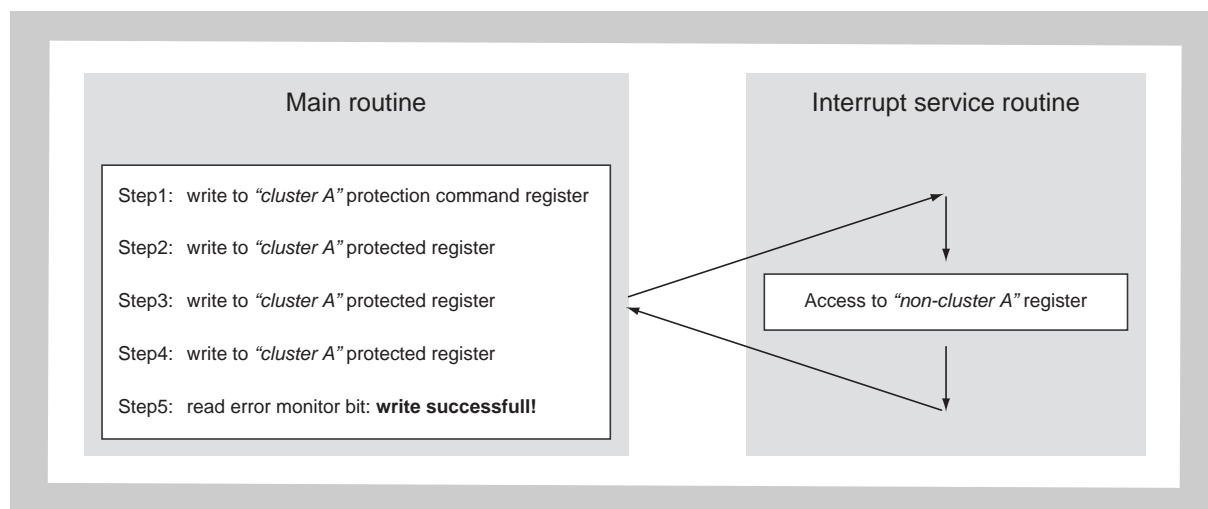 Main routine
Step1: write to “cluster A” protection command register
Step2: write to “cluster A” protected register
Step3: write to “cluster A” protected register
Step4: write to “cluster A” protected register
Step5: read error monitor bit: write successfull!
Interrupt service routine
Access to “non-cluster A” register